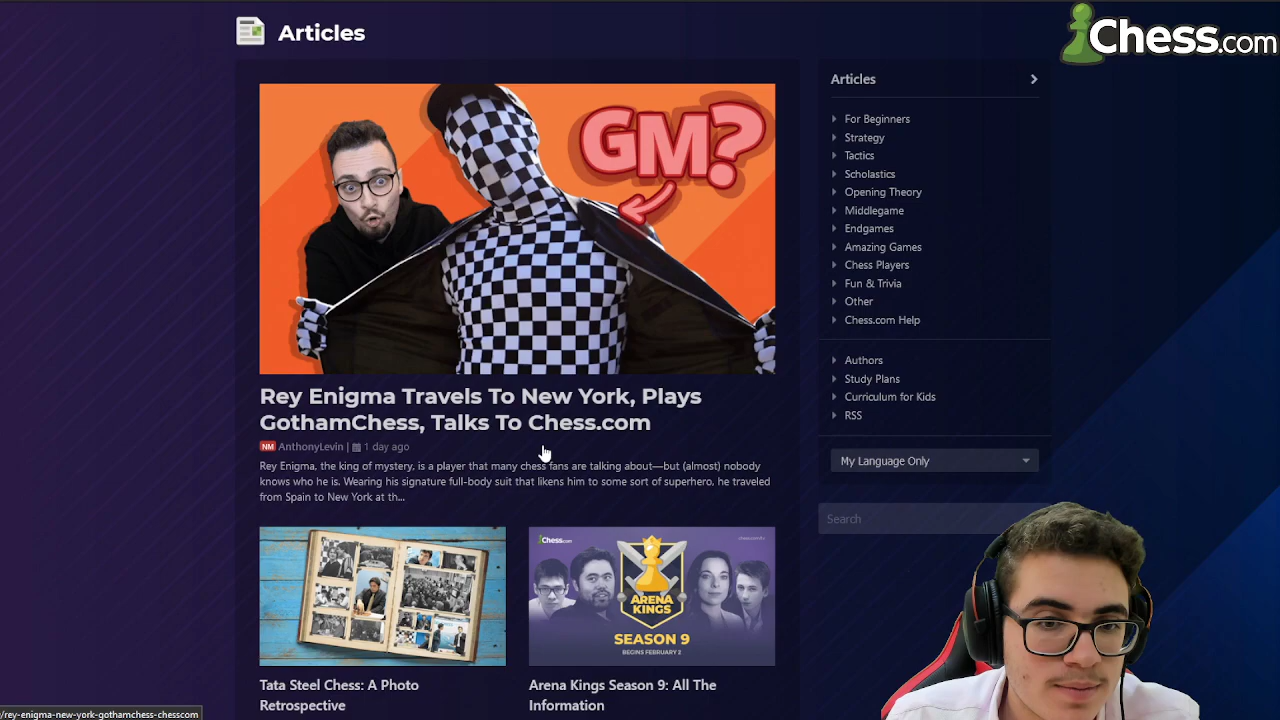 Articles
Chess.com
GM?
Rey Enigma Travels To New York, Plays
GothamChess, Talks To Chess.com
NM AnthonyLevin | 1 day ago
Rey Enigma, the king of mystery, is a player that many chess fans are talking about—but (almost) nobody
knows who he is. Wearing his signature full-body suit that likens him to some sort of superhero, he traveled
from Spain to New York at th...
Chess.com
ARENA
KINGS
SEASON 9
BEGINS FEBRUARY 2
Tata Steel Chess: A Photo
Retrospective
Arena Kings Season 9: All The
Information
Articles
For Beginners
Strategy
Tactics
Scholastics
Opening Theory
Middlegame
Endgames
Amazing Games
Chess Players
Fun & Trivia
Other
Chess.com Help
Authors
Study Plans
Curriculum for Kids
RSS
My Language Only
Search
/rey-enigma-new-york-gothamchess-chesscom